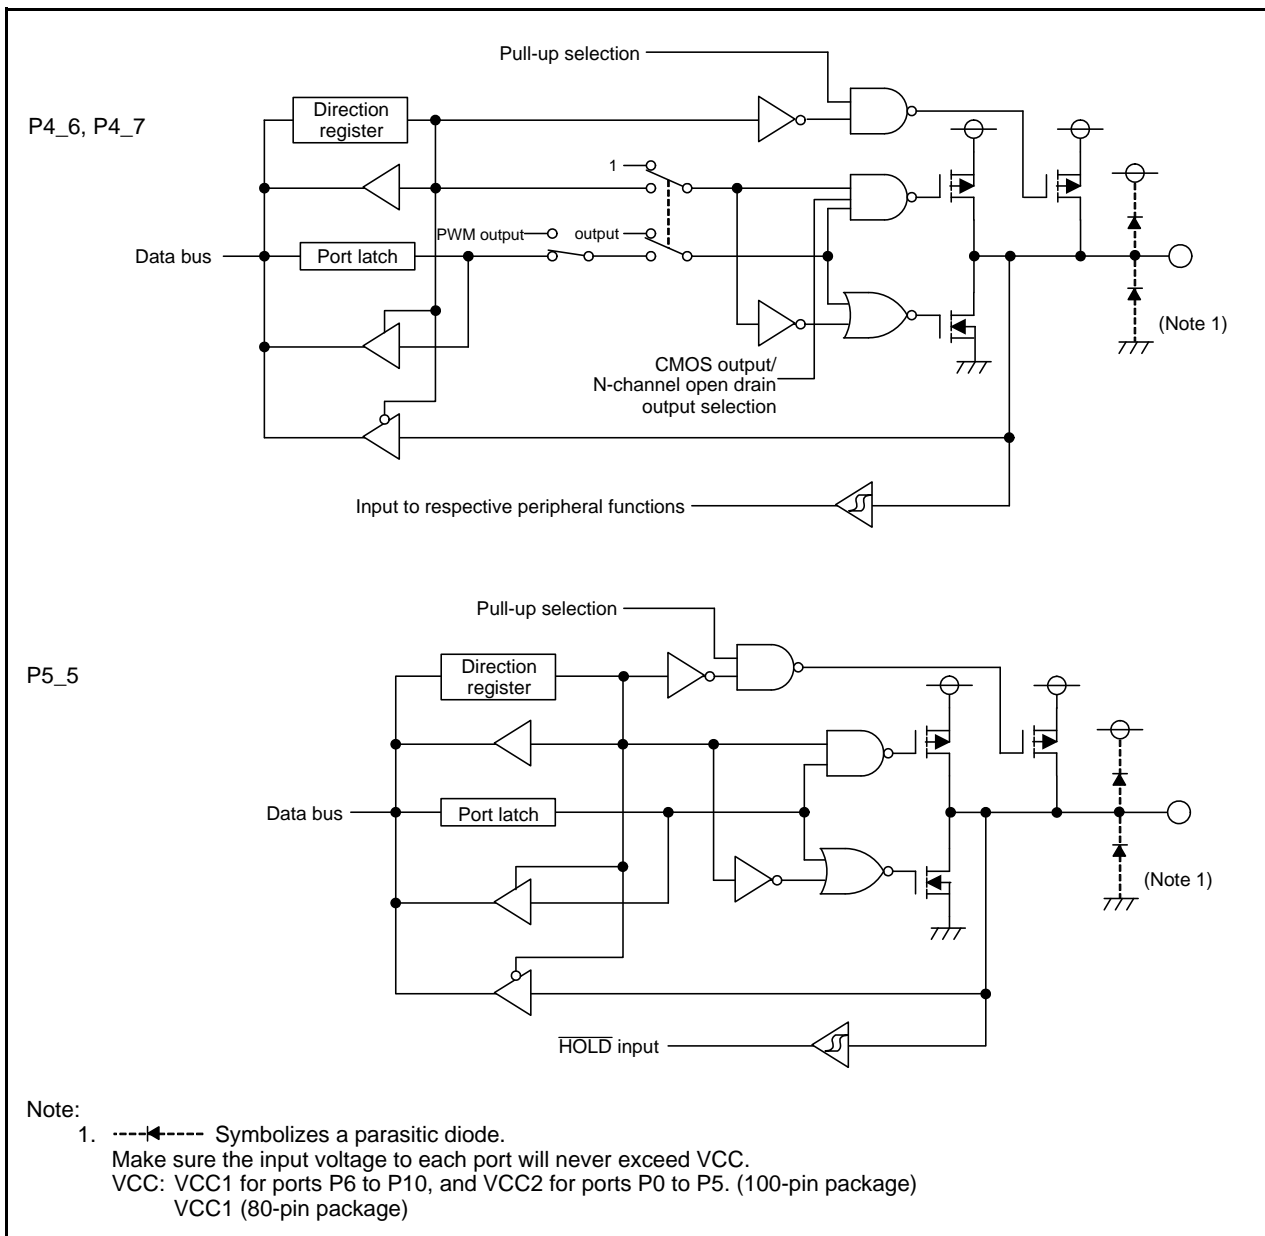 Pull-up selection
P4_6, P4_7
Direction
register
1
Data bus
Port latch
PWM output
output
(Note 1)
CMOS output/
N-channel open drain
output selection
Input to respective peripheral functions
Pull-up selection
P5_5
Direction
register
Data bus
Port latch
(Note 1)
HOLD input
Note:
1. Symbolizes a parasitic diode.
Make sure the input voltage to each port will never exceed VCC.
VCC: VCC1 for ports P6 to P10, and VCC2 for ports P0 to P5. (100-pin package)
VCC1 (80-pin package)